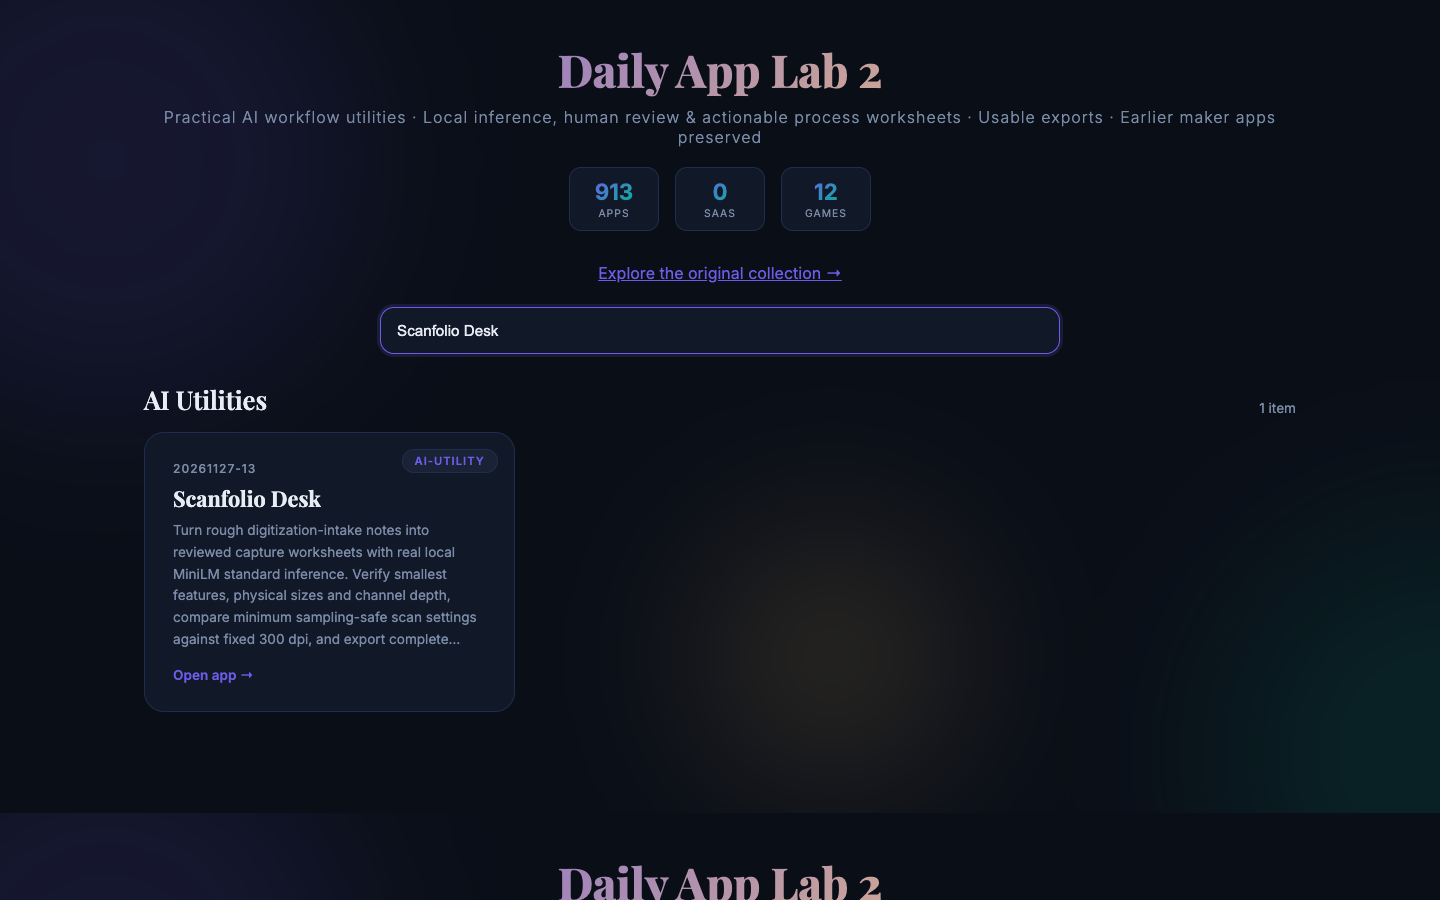 Daily App Lab 2
Practical AI workflow utilities · Local inference, human review & actionable process worksheets · Usable exports · Earlier maker apps
preserved
913
APPS
0
SAAS
12
GAMES
Explore the original collection →
Scanfolio Desk
AI Utilities
1 item
20261127-13
AI-UTILITY
Scanfolio Desk
Turn rough digitization-intake notes into
reviewed capture worksheets with real local
MiniLM standard inference. Verify smallest
features, physical sizes and channel depth,
compare minimum sampling-safe scan settings
against fixed 300 dpi, and export complete...
Open app →
Daily App Lab 2